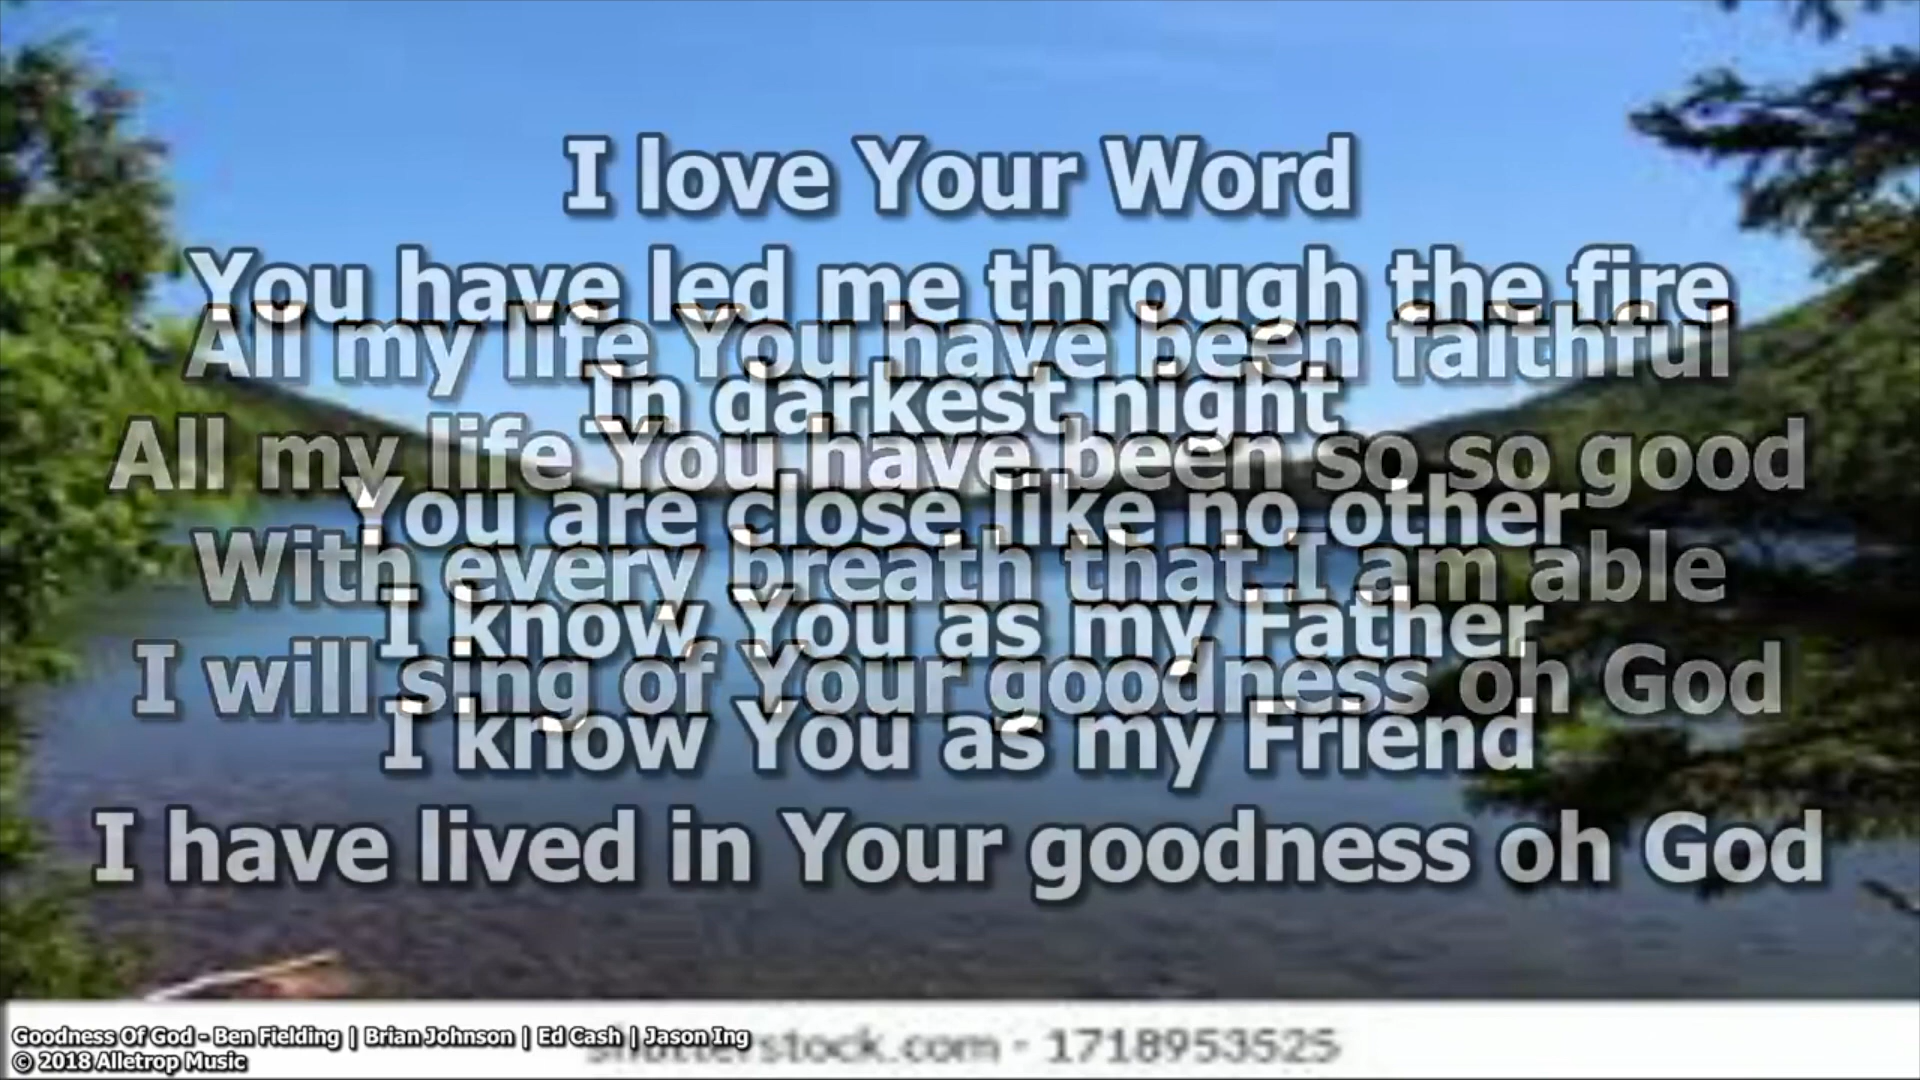 I love Your Word
You have led me through the fire
All my life You have been faithful
In darkest night
All my life You have been so so good
You are close like no other
With every breath that I am able
I know You as my Father
I will sing of Your goodness oh God
I know You as my Friend
I have lived in Your goodness oh God
Goodness Of God - Ben Fielding | Brian Johnson | Ed Cash | Jason Ing
© 2018 Alletrop Music
shutterstock.com · 1718953525